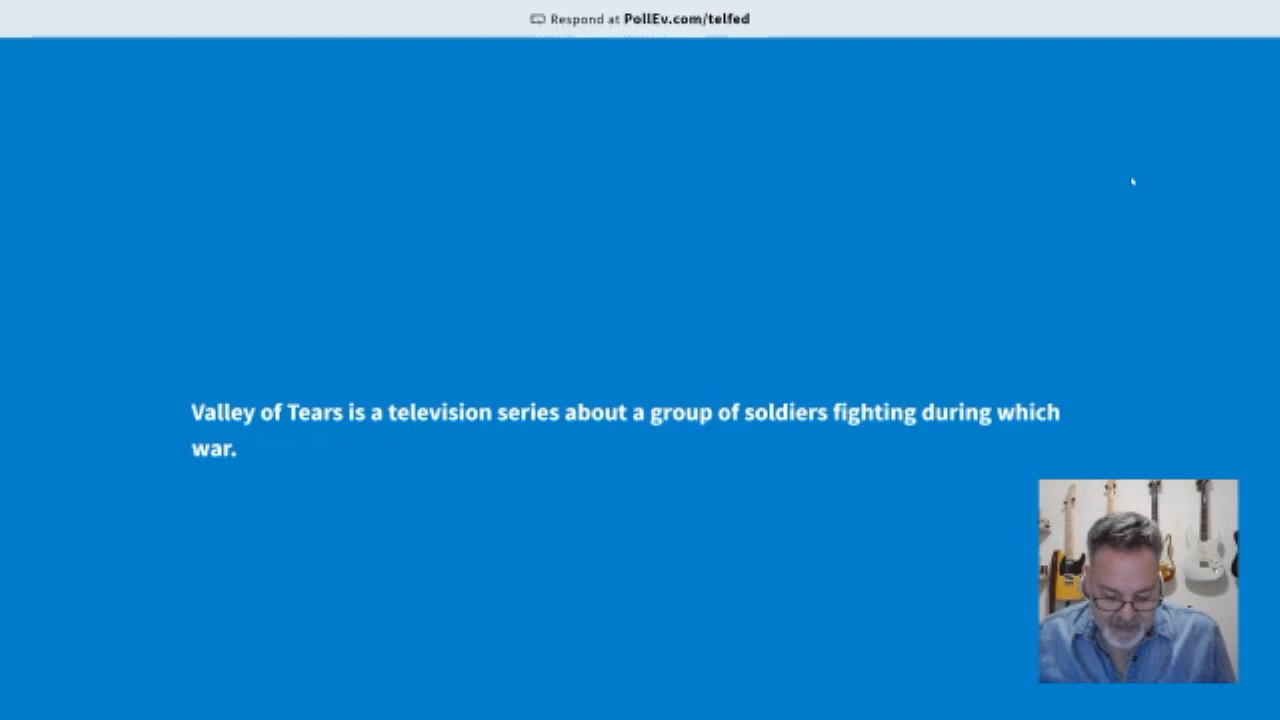 Respond at PollEv.com/telfed
Valley of Tears is a television series about a group of soldiers fighting during which
war.